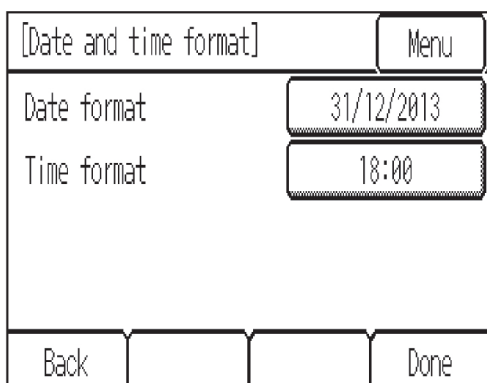 [Date and time format] Menu
Date format 31/12/2013
Time format 18:00
Back Done